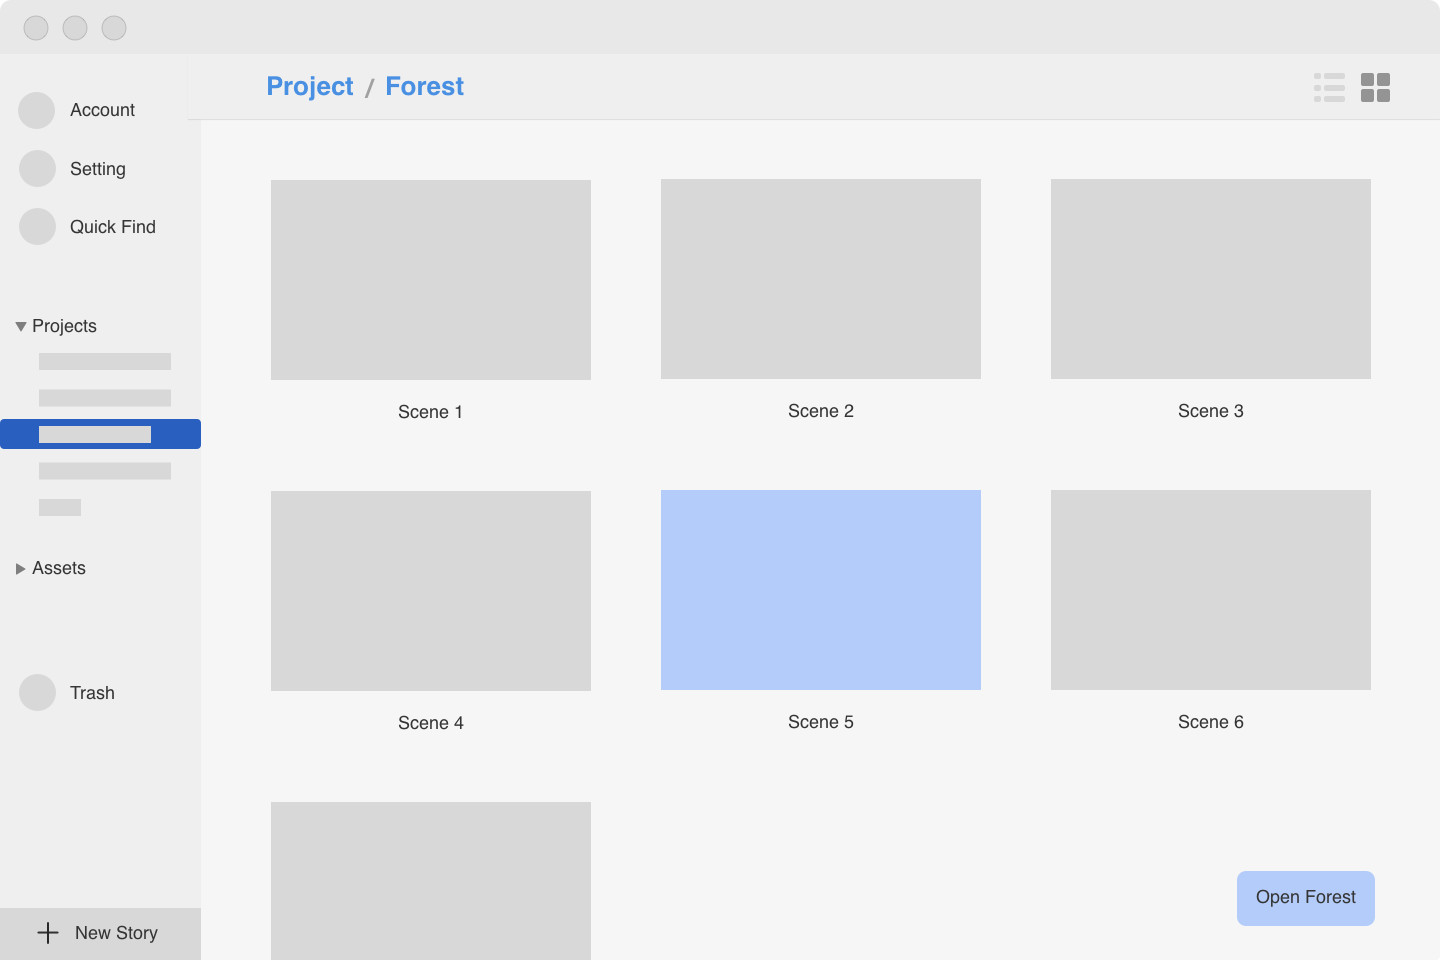 Project / Forest
Account
Setting
Quick Find
Projects
Assets
Trash
New Story
Scene 1
Scene 2
Scene 3
Scene 4
Scene 5
Scene 6
Open Forest